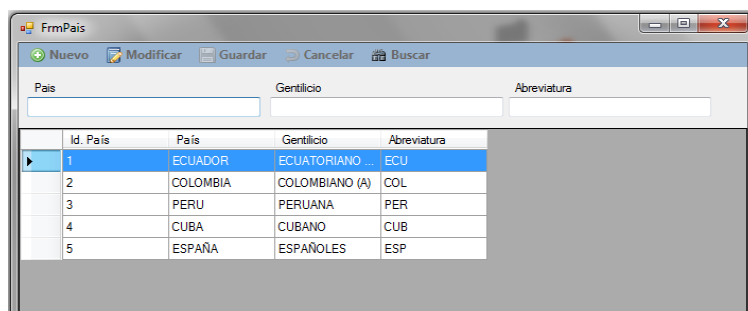 FrmPais
Nuevo Modificar Guardar Cancelar Buscar
Pais Gentilicio Abreviatura
Id. País País Gentilicio Abreviatura
1 ECUADOR ECUATORIANO ... ECU
2 COLOMBIA COLOMBIANO (A) COL
3 PERU PERUANA PER
4 CUBA CUBANO CUB
5 ESPAÑA ESPAÑOLES ESP